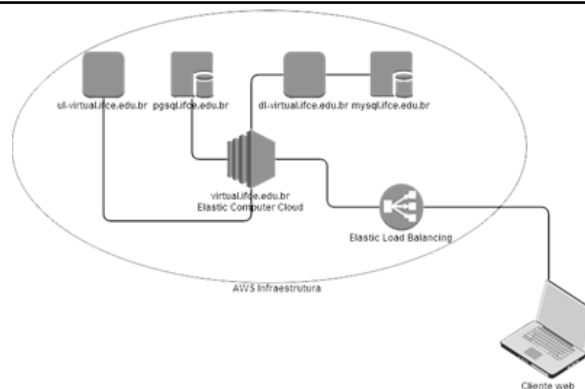 ul-virtual.ifce.edu.br pgsql.ifce.edu.br dl-virtual.ifce.edu.br mysql.ifce.edu.br
virtual.ifce.edu.br
Elastic Computer Cloud
Elastic Load Balancing
AWS Infraestrutura
Cliente web